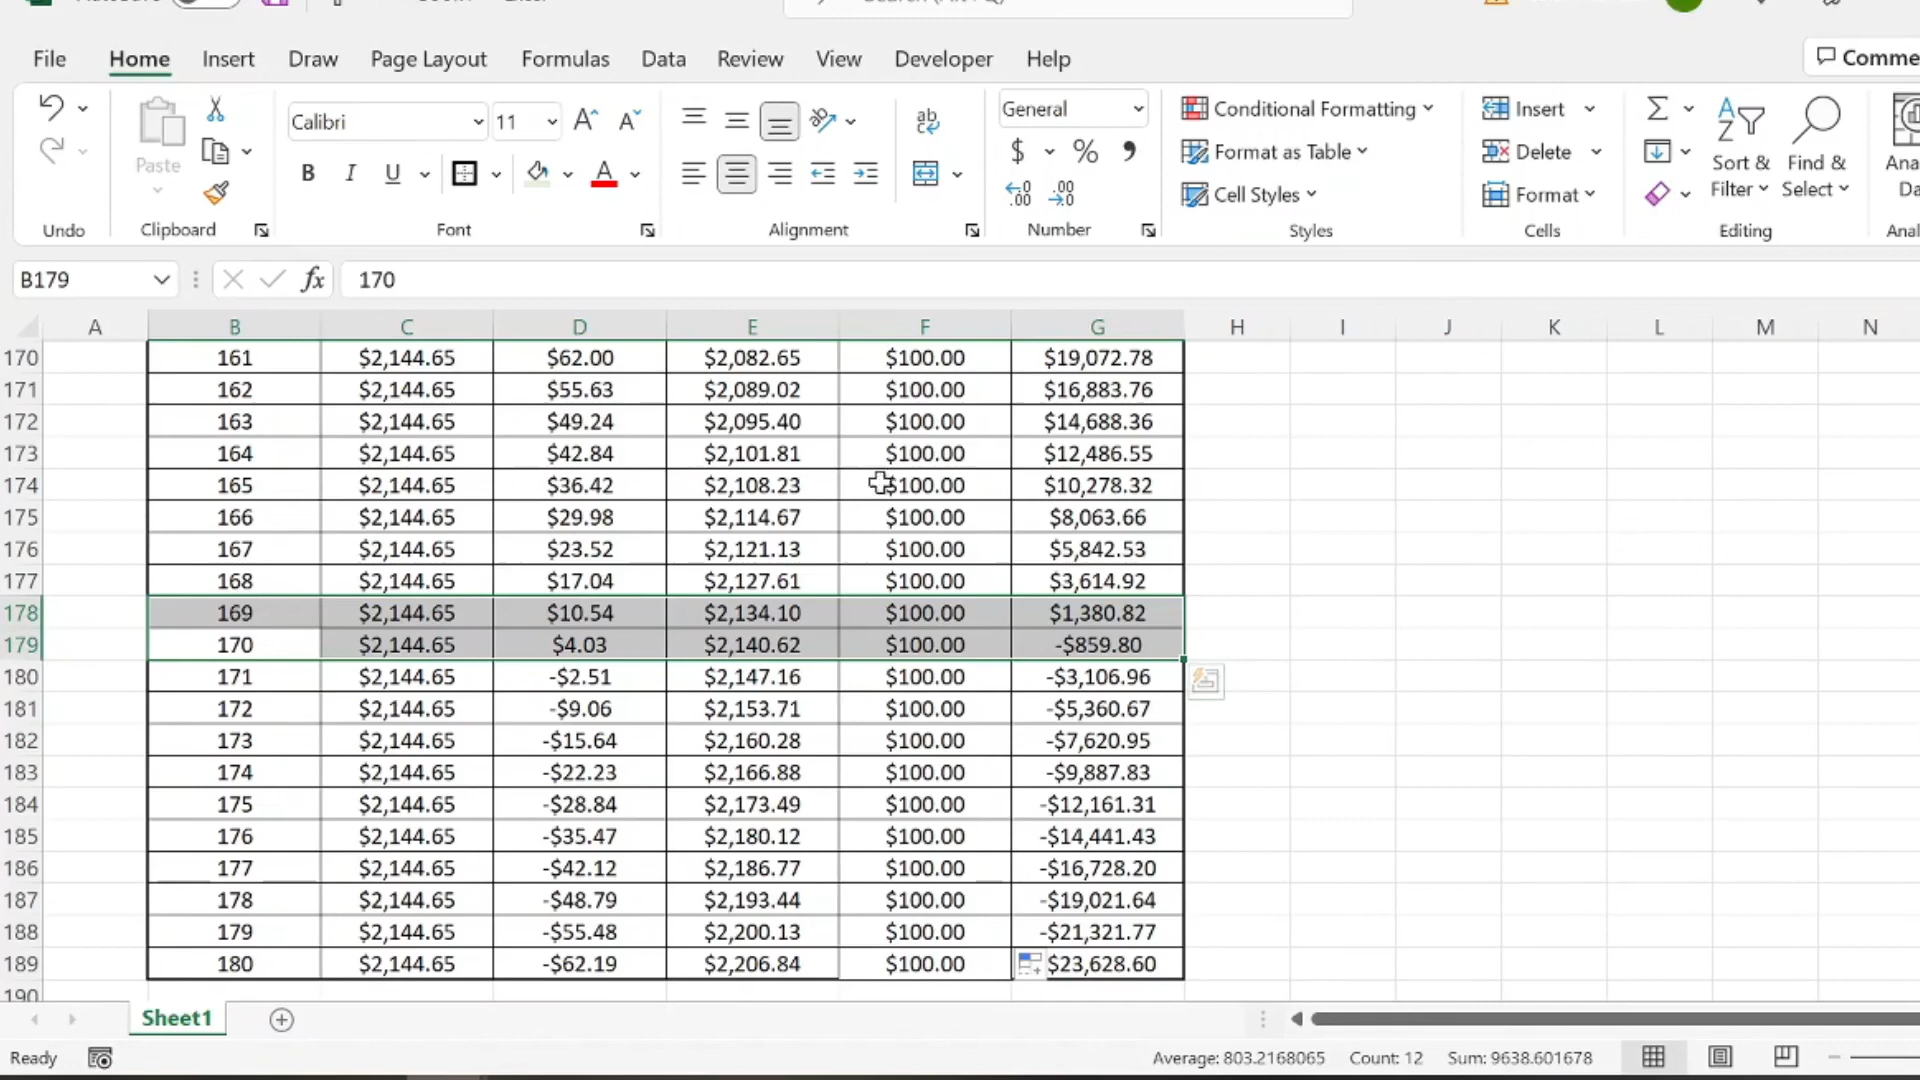 File Home Insert Draw Page Layout Formulas Data Review View Developer Help Comme
Calibri 11 General Conditional Formatting Insert
Paste Format as Table Delete Sort & Find & Ana
B I U $ % Cell Styles Format Filter Select Da
Undo Clipboard Font Alignment Number Styles Cells Editing Anal
B179 fx 170
A B C D E F G H I J K L M N
170 161 $2,144.65 $62.00 $2,082.65 $100.00 $19,072.78
171 162 $2,144.65 $55.63 $2,089.02 $100.00 $16,883.76
172 163 $2,144.65 $49.24 $2,095.40 $100.00 $14,688.36
173 164 $2,144.65 $42.84 $2,101.81 $100.00 $12,486.55
174 165 $2,144.65 $36.42 $2,108.23 $100.00 $10,278.32
175 166 $2,144.65 $29.98 $2,114.67 $100.00 $8,063.66
176 167 $2,144.65 $23.52 $2,121.13 $100.00 $5,842.53
177 168 $2,144.65 $17.04 $2,127.61 $100.00 $3,614.92
178 169 $2,144.65 $10.54 $2,134.10 $100.00 $1,380.82
179 170 $2,144.65 $4.03 $2,140.62 $100.00 -$859.80
180 171 $2,144.65 -$2.51 $2,147.16 $100.00 -$3,106.96
181 172 $2,144.65 -$9.06 $2,153.71 $100.00 -$5,360.67
182 173 $2,144.65 -$15.64 $2,160.28 $100.00 -$7,620.95
183 174 $2,144.65 -$22.23 $2,166.88 $100.00 -$9,887.83
184 175 $2,144.65 -$28.84 $2,173.49 $100.00 -$12,161.31
185 176 $2,144.65 -$35.47 $2,180.12 $100.00 -$14,441.43
186 177 $2,144.65 -$42.12 $2,186.77 $100.00 -$16,728.20
187 178 $2,144.65 -$48.79 $2,193.44 $100.00 -$19,021.64
188 179 $2,144.65 -$55.48 $2,200.13 $100.00 -$21,321.77
189 180 $2,144.65 -$62.19 $2,206.84 $100.00 $23,628.60
190
Sheet1
Ready Average: 803.2168065 Count: 12 Sum: 9638.601678